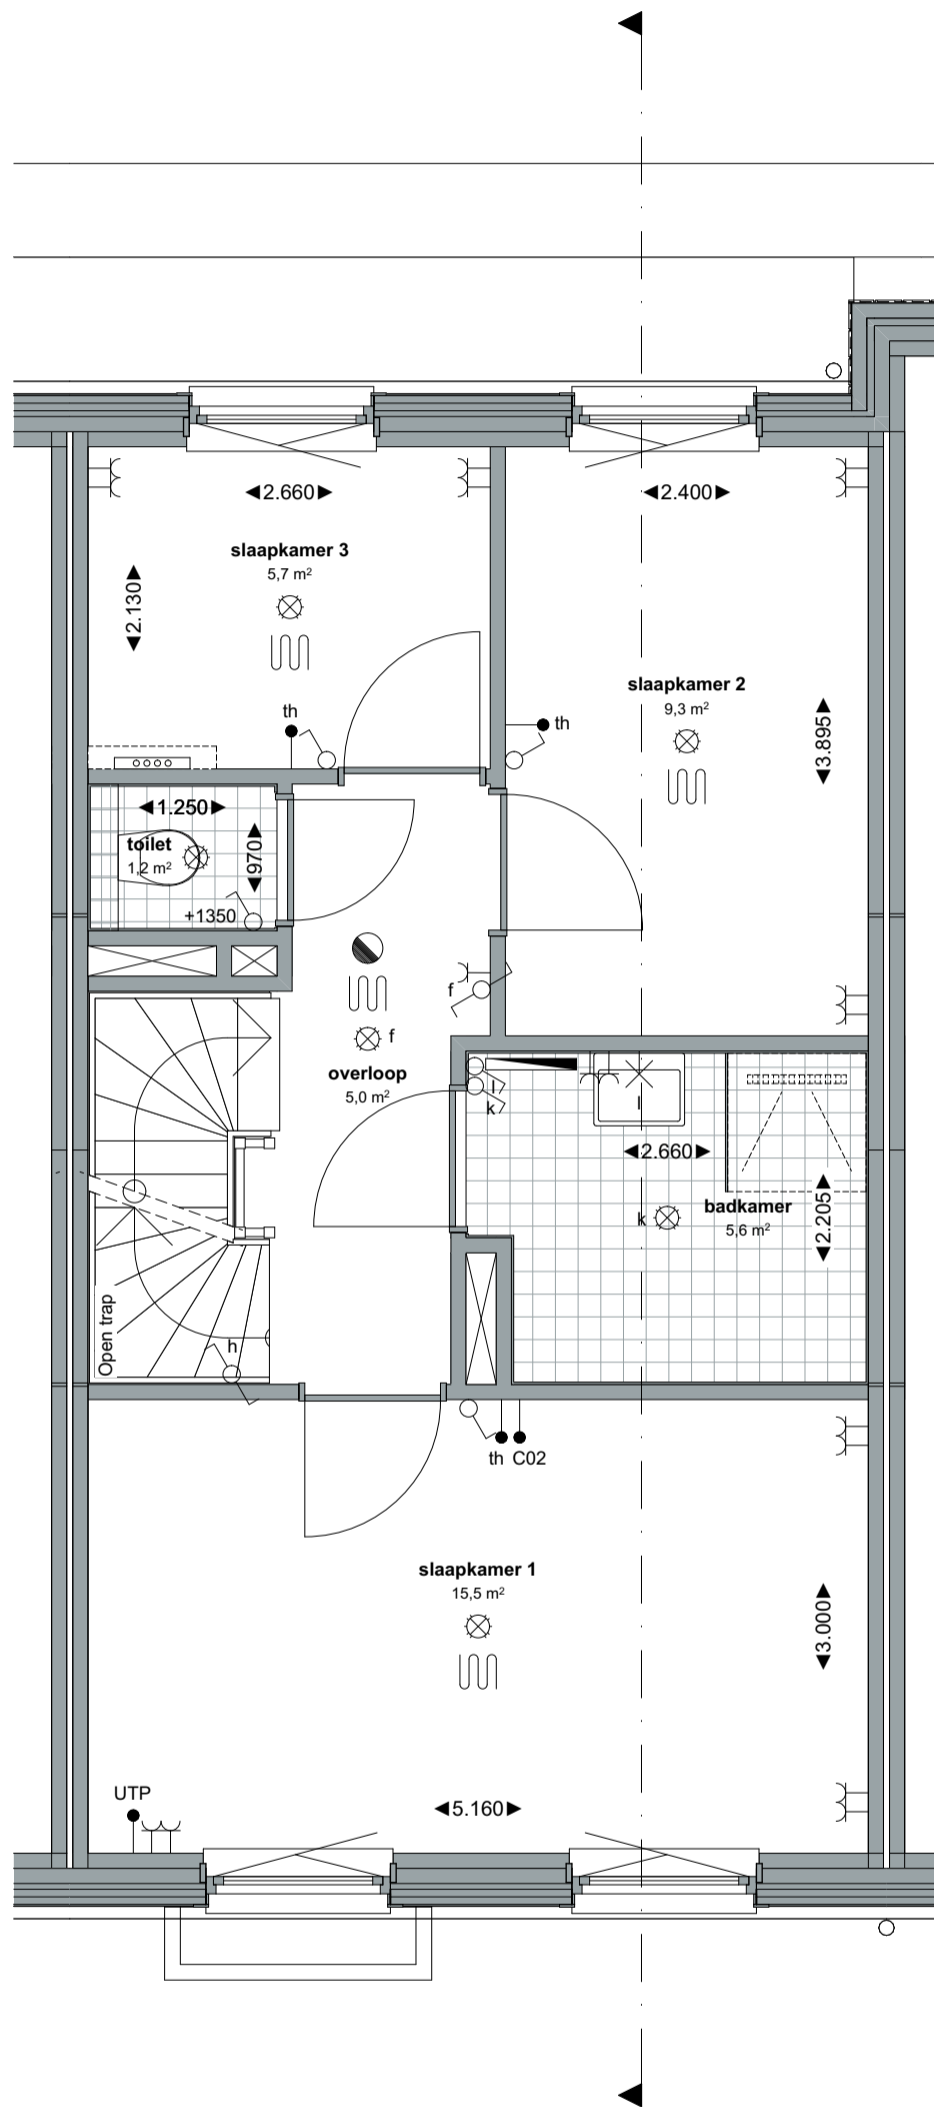 2.660
2.400
slaapkamer 3
5,7 m²
2.130
slaapkamer 2
9,3 m²
th
th
3.895
1.250
toilet
1,2 m²
970
+1350
f
f
overloop
5,0 m²
l
k
l
2.660
badkamer
5,6 m²
k
2.205
Open trap
h
th C02
slaapkamer 1
15,5 m²
3.000
UTP
5.160